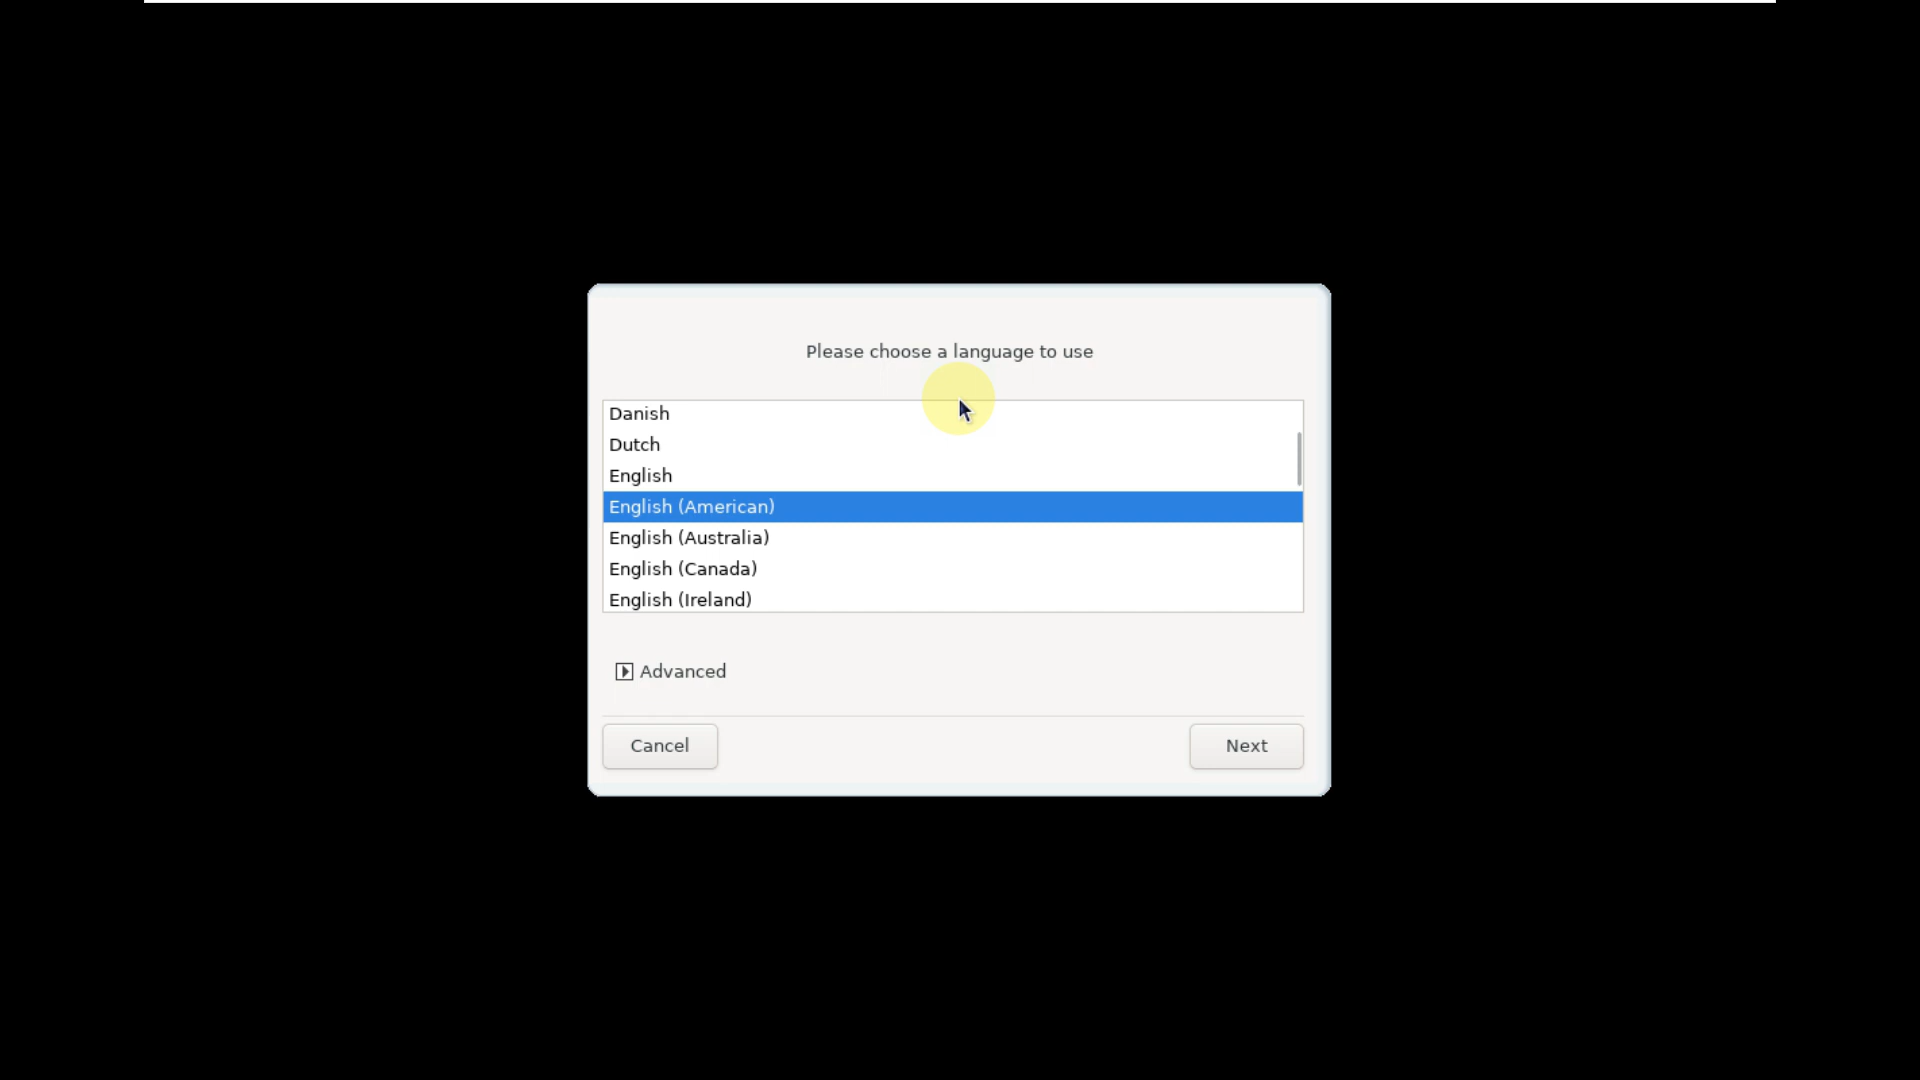 Please choose a language to use
Danish
Dutch
English
English (American)
English (Australia)
English (Canada)
English (Ireland)
Advanced
Cancel
Next